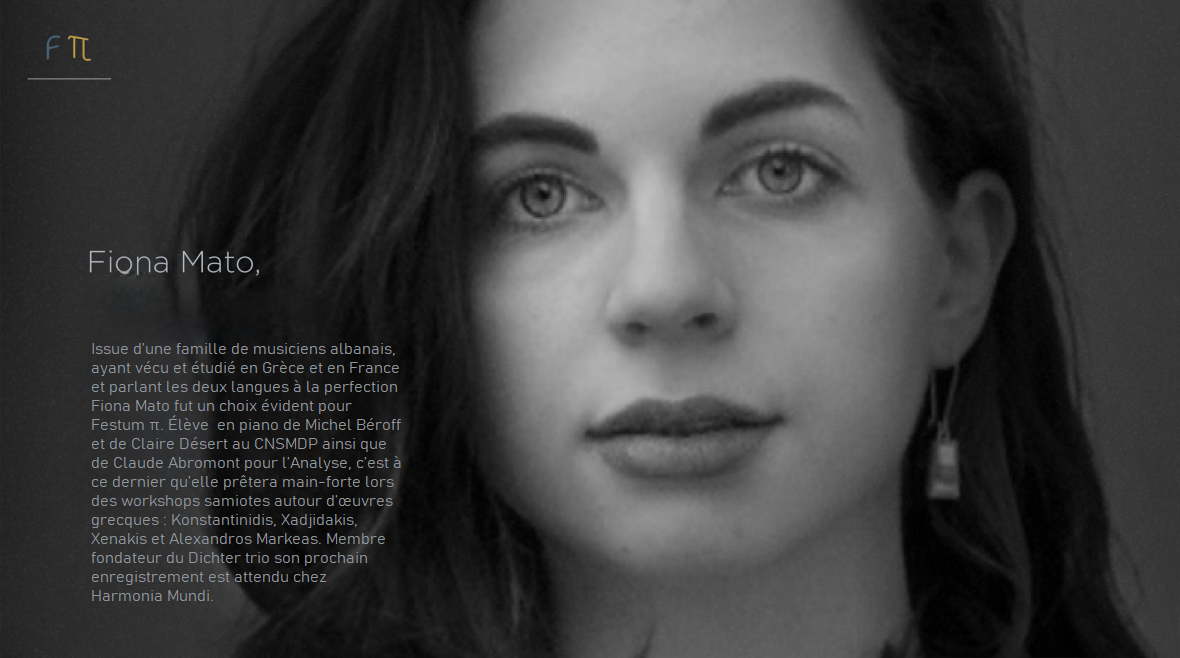 F π
Fiona Mato,
Issue d'une famille de musiciens albanais,
ayant vécu et étudié en Grèce et en France
et parlant les deux langues à la perfection
Fiona Mato fut un choix évident pour
Festum π. Élève  en piano de Michel Béroff
et de Claire Désert au CNSMDP ainsi que
de Claude Abromont pour l'Analyse, c'est à
ce dernier qu'elle prêtera main-forte lors
des workshops samiotes autour d'œuvres
grecques : Konstantinidis, Xadjidakis,
Xenakis et Alexandros Markeas. Membre
fondateur du Dichter trio son prochain
enregistrement est attendu chez
Harmonia Mundi.